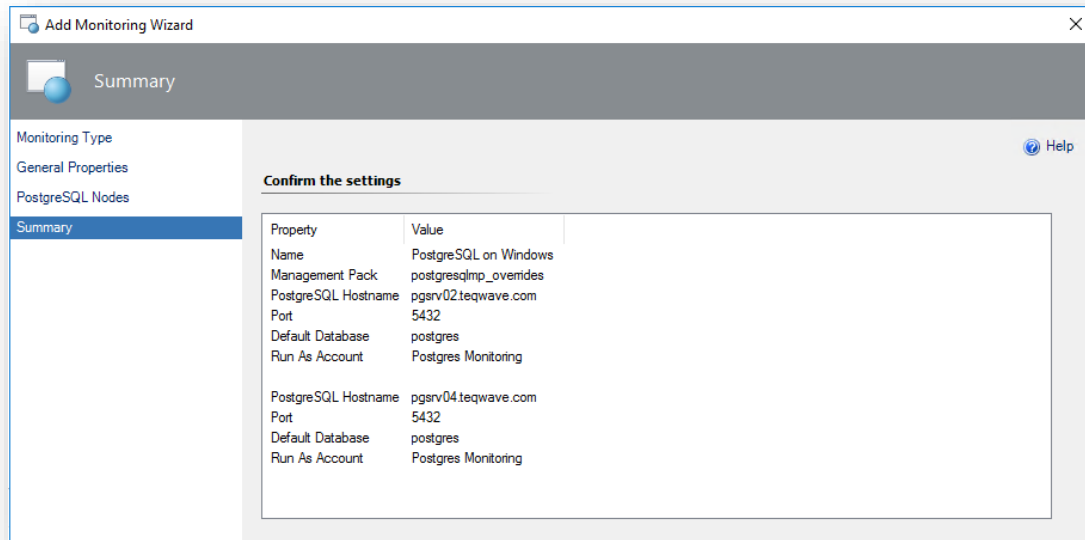 Add Monitoring Wizard
Summary
Monitoring Type
General Properties
PostgreSQL Nodes
Summary
Help
Confirm the settings
Property Value
Name PostgreSQL on Windows
Management Pack postgresqlmp_overrides
PostgreSQL Hostname pgsrv02.teqwave.com
Port 5432
Default Database postgres
Run As Account Postgres Monitoring
PostgreSQL Hostname pgsrv04.teqwave.com
Port 5432
Default Database postgres
Run As Account Postgres Monitoring